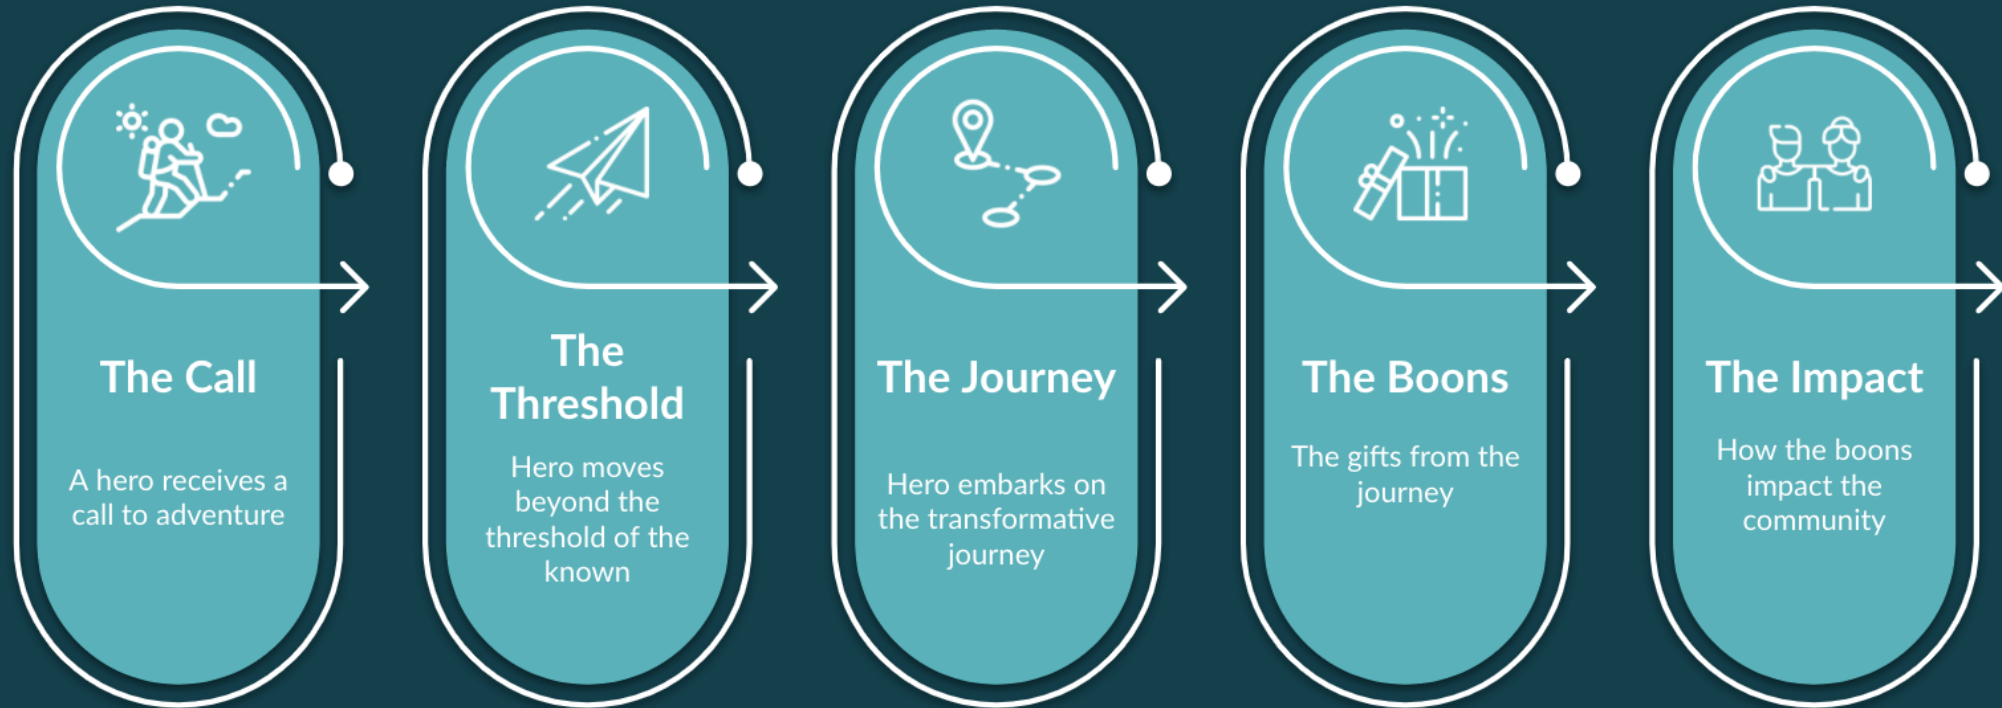 The Call
A hero receives a
call to adventure
The
Threshold
Hero moves
beyond the
threshold of the
known
The Journey
Hero embarks on
the transformative
journey
The Boons
The gifts from the
journey
The Impact
How the boons
impact the
community